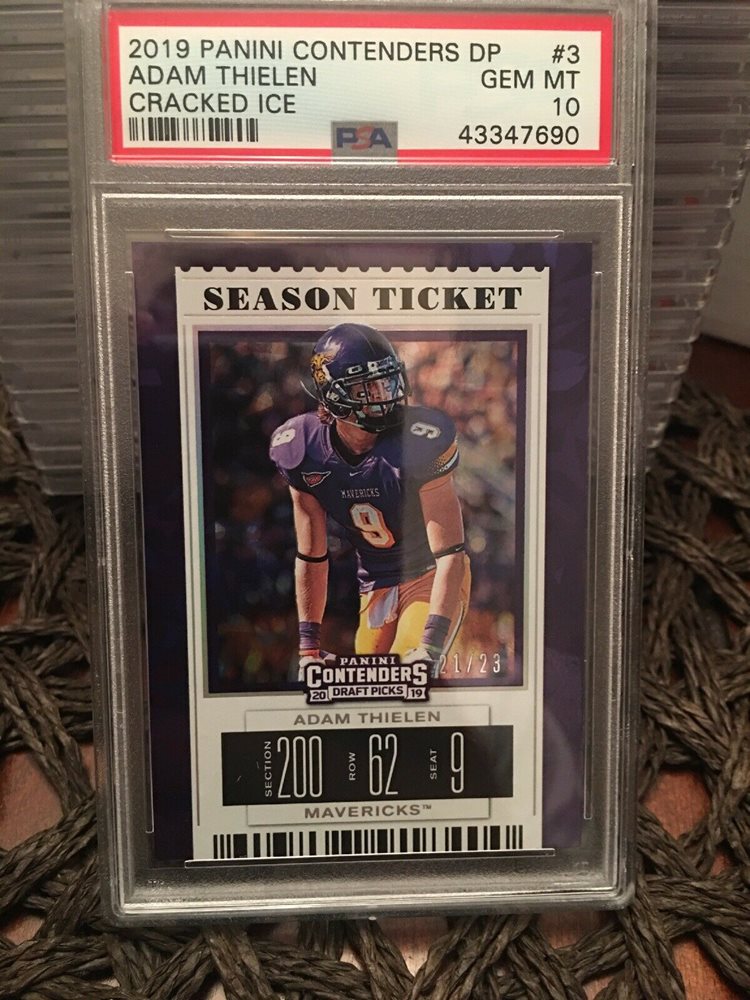 2019 PANINI CONTENDERS DP #3
ADAM THIELEN GEM MT
CRACKED ICE 10
PSA 43347690
SEASON TICKET
9
9
MAVERICKS
9
21/23
PANINI
CONTENDERS
20 DRAFT PICKS 19
ADAM THIELEN
SECTION 200 ROW 62 SEAT 9
MAVERICKS™